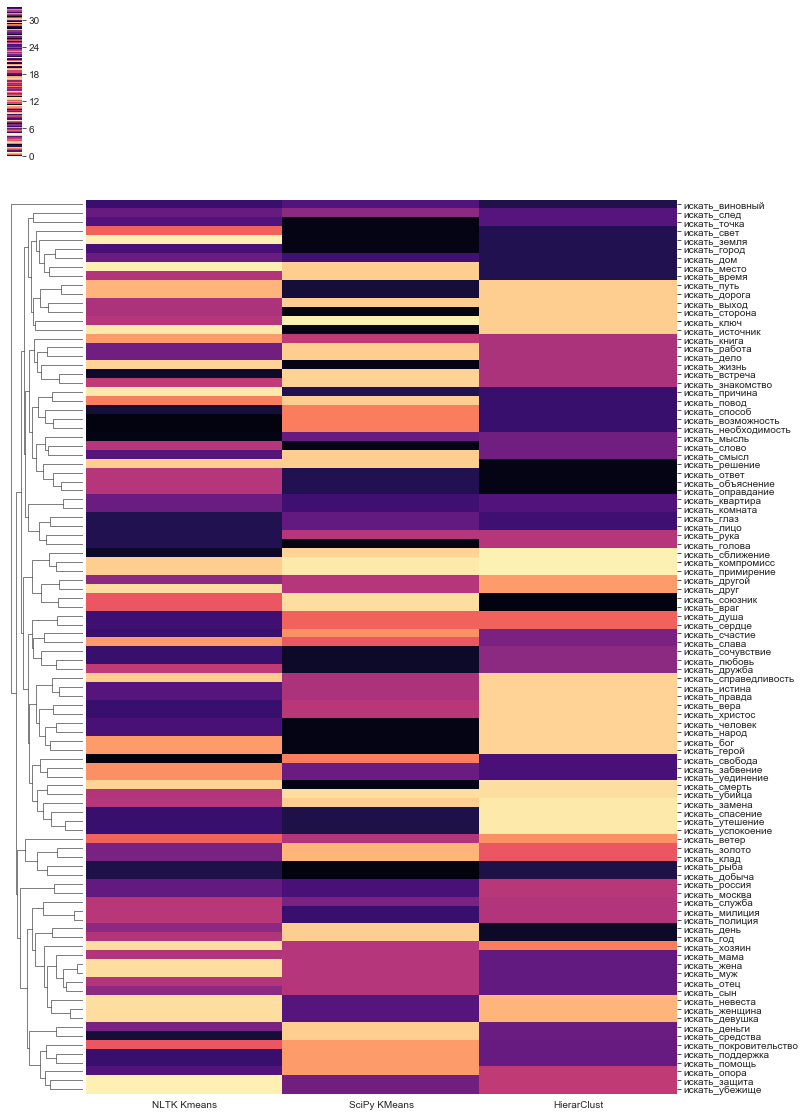 30
24
18
12
6
0
искать_виновный
искать_след
искать_точка
искать_свет
искать_земля
искать_город
искать_дом
искать_место
искать_время
искать_путь
искать_дорога
искать_выход
искать_сторона
искать_ключ
искать_источник
искать_книга
искать_работа
искать_дело
искать_жизнь
искать_встреча
искать_знакомство
искать_причина
искать_повод
искать_способ
искать_возможность
искать_необходимость
искать_мысль
искать_слово
искать_смысл
искать_решение
искать_ответ
искать_объяснение
искать_оправдание
искать_квартира
искать_комната
искать_глаз
искать_лицо
искать_рука
искать_голова
искать_сближение
искать_компромисс
искать_примирение
искать_другой
искать_друг
искать_союзник
искать_враг
искать_душа
искать_сердце
искать_счастие
искать_слава
искать_сочувствие
искать_любовь
искать_дружба
искать_справедливость
искать_истина
искать_правда
искать_вера
искать_христос
искать_человек
искать_народ
искать_бог
искать_герой
искать_свобода
искать_забвение
искать_уединение
искать_смерть
искать_убийца
искать_замена
искать_спасение
искать_утешение
искать_успокоение
искать_ветер
искать_золото
искать_клад
искать_рыба
искать_добыча
искать_россия
искать_москва
искать_служба
искать_милиция
искать_полиция
искать_день
искать_год
искать_хозяин
искать_мама
искать_жена
искать_муж
искать_отец
искать_сын
искать_невеста
искать_женщина
искать_девушка
искать_деньги
искать_средства
искать_покровительство
искать_поддержка
искать_помощь
искать_опора
искать_защита
искать_убежище
NLTK Kmeans SciPy KMeans HierarClust